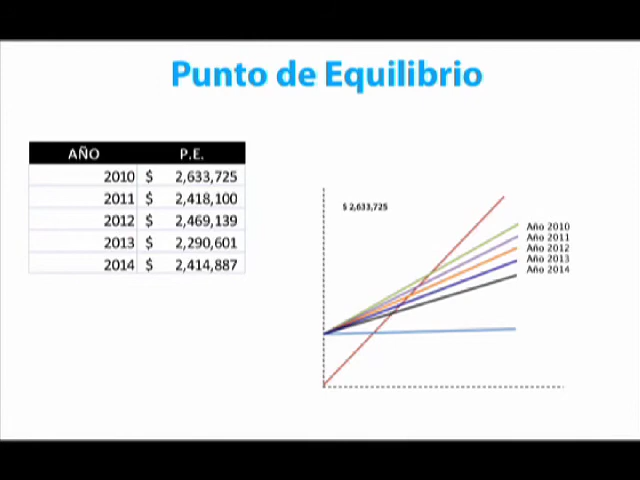 Punto de Equilibrio
AÑO P.E.
2010 $ 2,633,725
2011 $ 2,418,100
2012 $ 2,469,139
2013 $ 2,290,601
2014 $ 2,414,887
$ 2,633,725
Año 2010
Año 2011
Año 2012
Año 2013
Año 2014